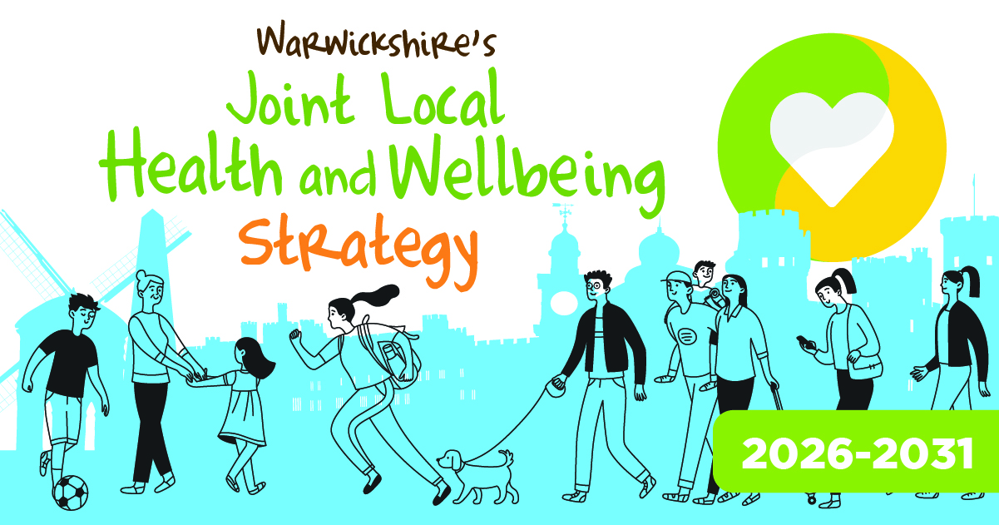 Warwickshire's
Joint Local
Health and Wellbeing
Strategy
2026-2031